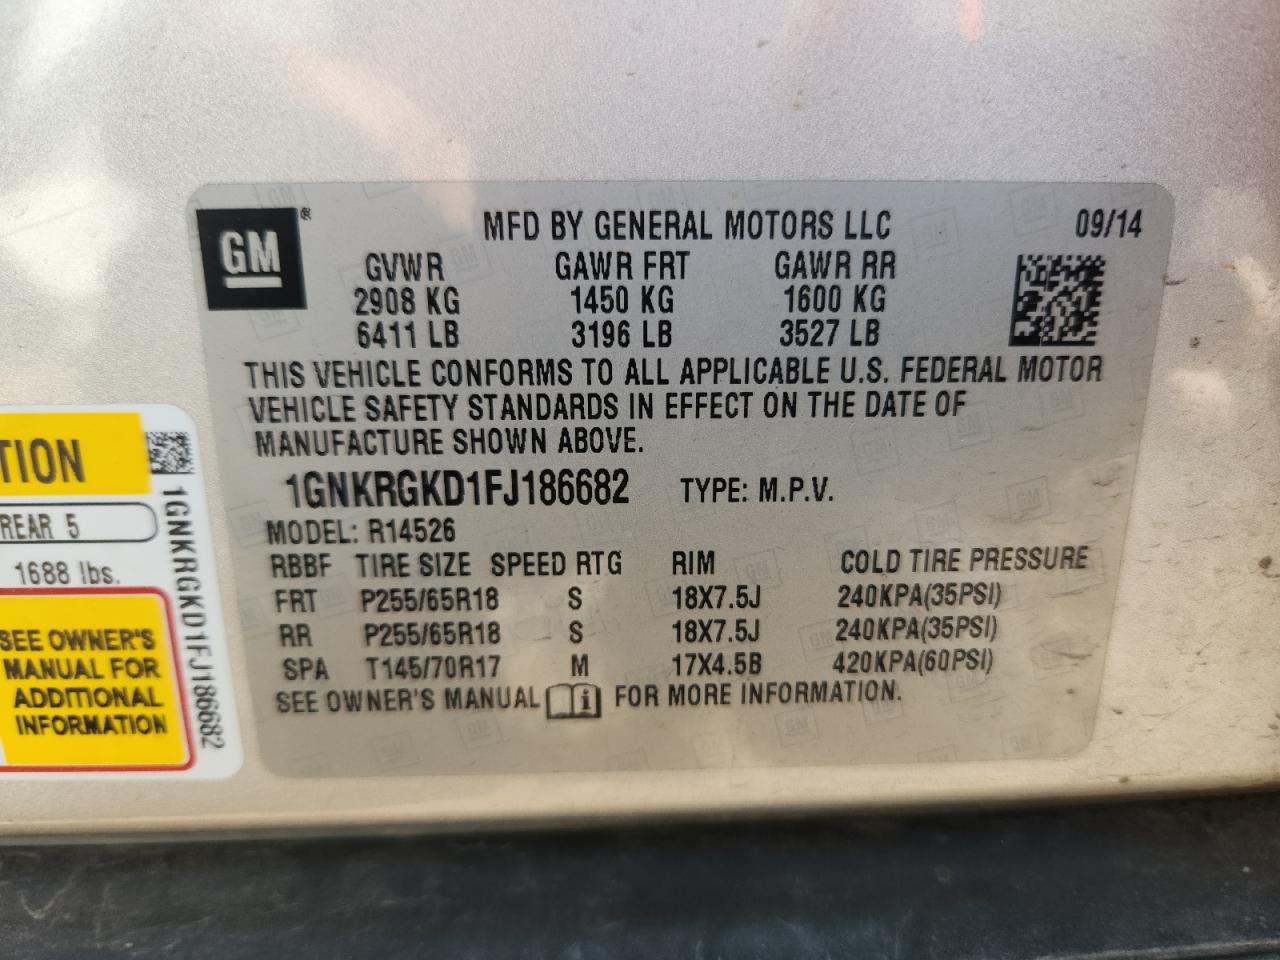 GM ®
MFD BY GENERAL MOTORS LLC 09/14
GVWR GAWR FRT GAWR RR
2908 KG 1450 KG 1600 KG
6411 LB 3196 LB 3527 LB
THIS VEHICLE CONFORMS TO ALL APPLICABLE U.S. FEDERAL MOTOR
VEHICLE SAFETY STANDARDS IN EFFECT ON THE DATE OF
MANUFACTURE SHOWN ABOVE.
1GNKRGKD1FJ186682 TYPE: M.P.V.
MODEL: R14526
RBBF TIRE SIZE SPEED RTG RIM COLD TIRE PRESSURE
FRT P255/65R18 S 18X7.5J 240KPA(35PSI)
RR P255/65R18 S 18X7.5J 240KPA(35PSI)
SPA T145/70R17 M 17X4.5B 420KPA(60PSI)
SEE OWNER'S MANUAL i FOR MORE INFORMATION.
TION
REAR 5
1688 lbs.
SEE OWNER'S
MANUAL FOR
ADDITIONAL
INFORMATION
1GNKRGKD1FJ186682